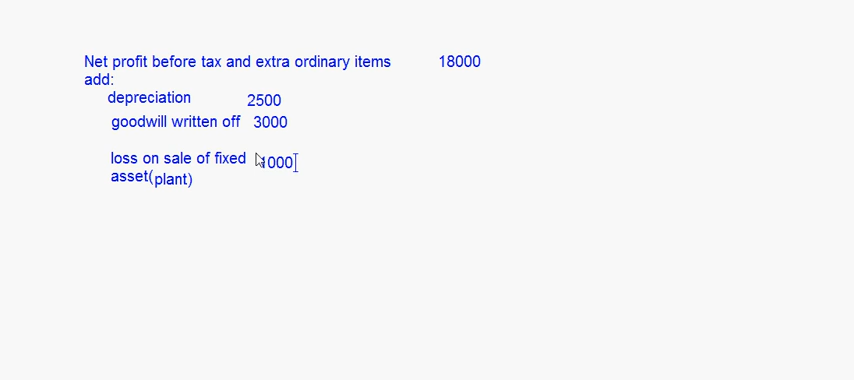 Net profit before tax and extra ordinary items 18000
add:
depreciation 2500
goodwill written off 3000
loss on sale of fixed 1000
asset(plant)